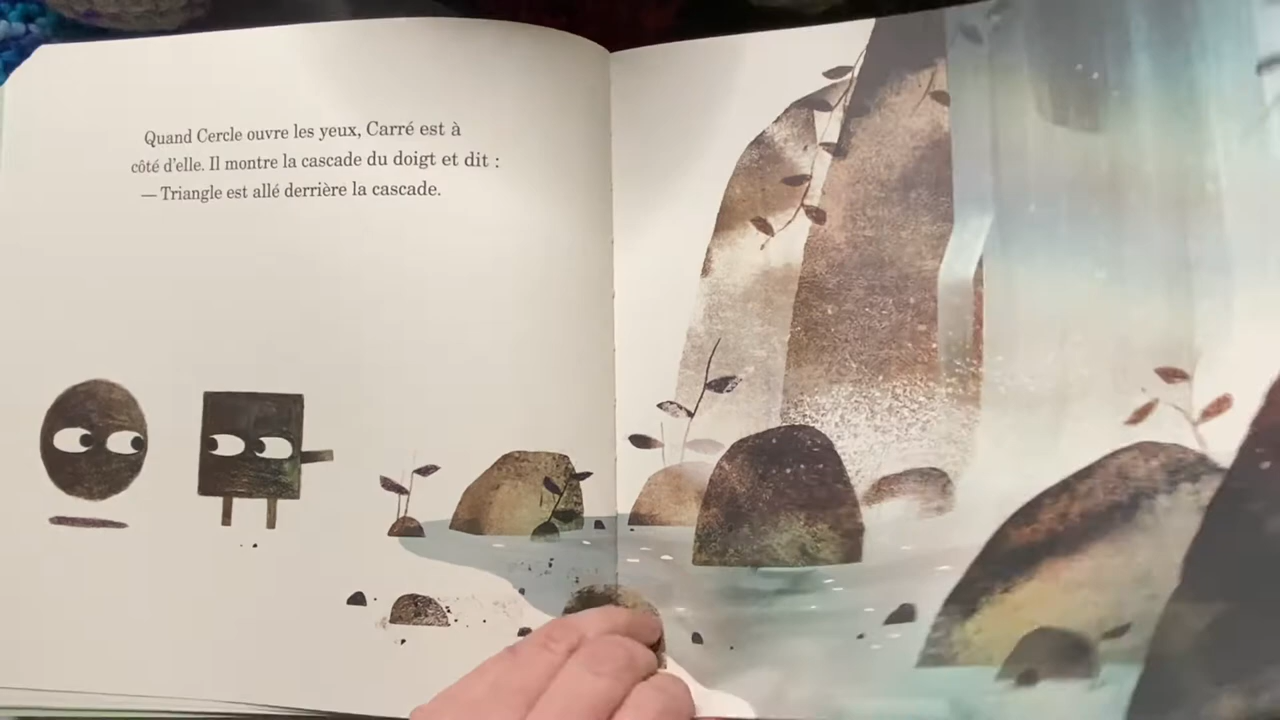 Quand Cercle ouvre les yeux, Carré est à
côté d'elle. Il montre la cascade du doigt et dit :
— Triangle est allé derrière la cascade.